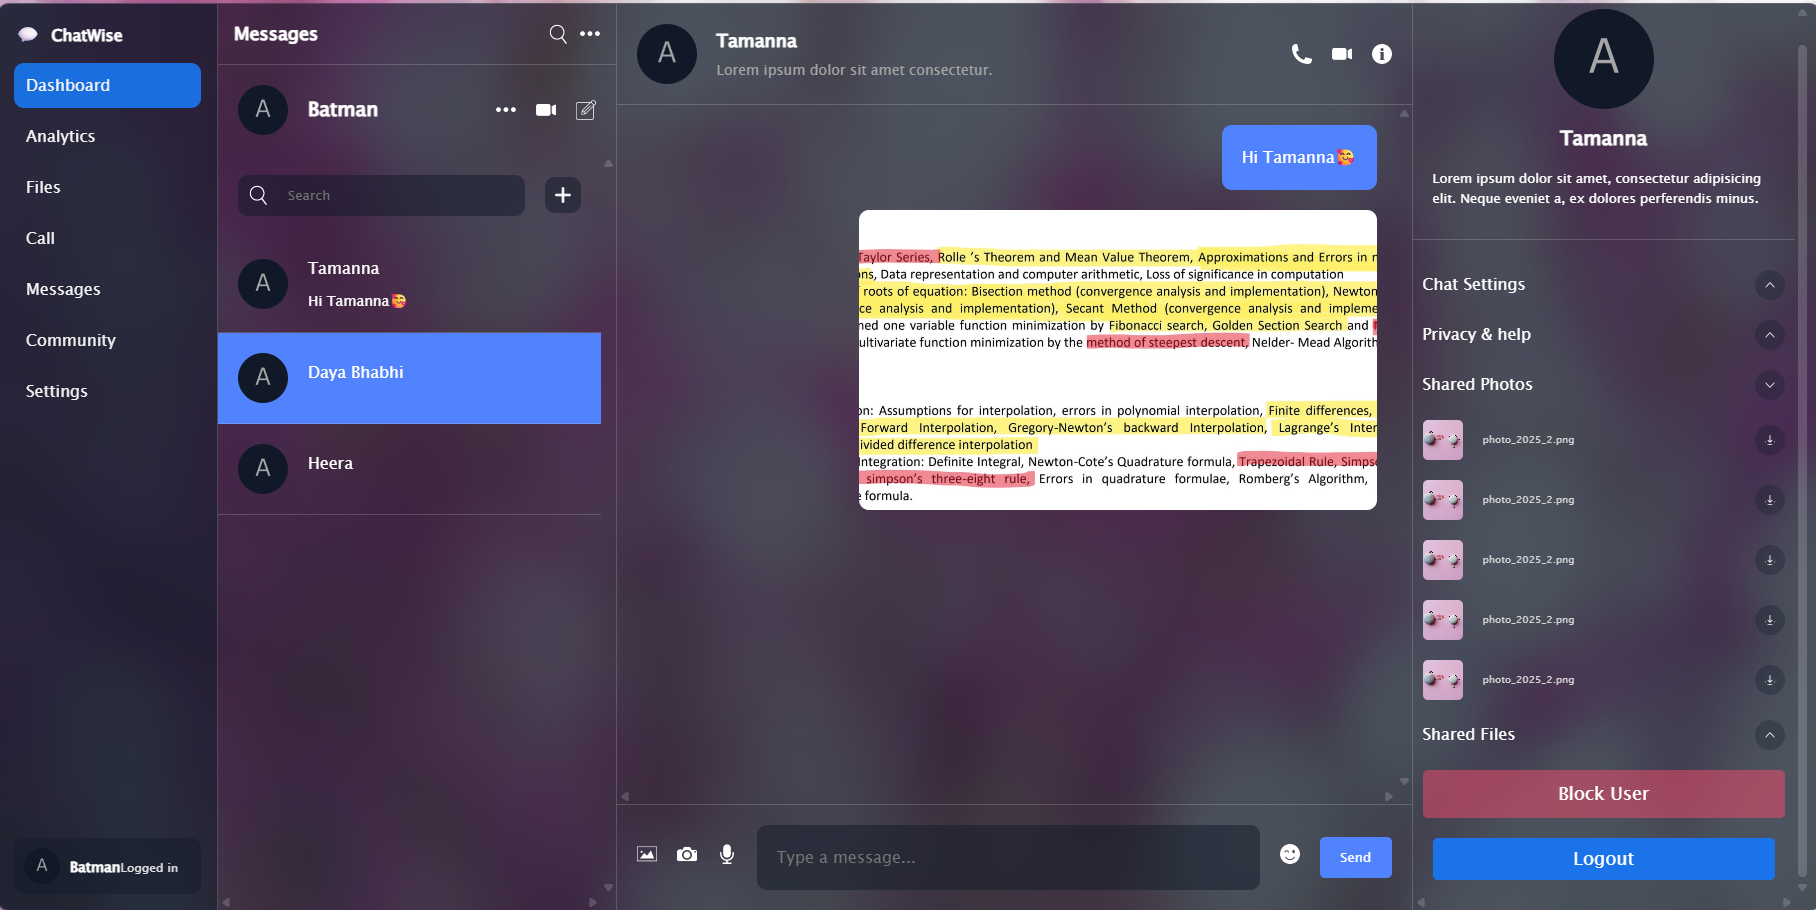 ChatWise
Dashboard
Analytics
Files
Call
Messages
Community
Settings
A
BatmanLogged in
Messages
A
Batman
Search
A
Tamanna
Hi Tamanna🥰
A
Daya Bhabhi
A
Heera
A
Tamanna
Lorem ipsum dolor sit amet consectetur.
Hi Tamanna🥰
Taylor Series, Rolle 's Theorem and Mean Value Theorem, Approximations and Errors in
ns, Data representation and computer arithmetic, Loss of significance in computation
roots of equation: Bisection method (convergence analysis and implementation), Newton
ce analysis and implementation), Secant Method (convergence analysis and impleme
ned one variable function minimization by Fibonacci search, Golden Section Search and
ultivariate function minimization by the method of steepest descent, Nelder- Mead Algorith
on: Assumptions for interpolation, errors in polynomial interpolation, Finite differences,
Forward Interpolation, Gregory-Newton's backward Interpolation, Lagrange's Inter
ivided difference interpolation
Integration: Definite Integral, Newton-Cote's Quadrature formula, Trapezoidal Rule, Simps
simpson's three-eight rule, Errors in quadrature formulae, Romberg's Algorithm,
e formula.
Type a message...
Send
A
Tamanna
Lorem ipsum dolor sit amet, consectetur adipisicing
elit. Neque eveniet a, ex dolores perferendis minus.
Chat Settings
Privacy & help
Shared Photos
photo_2025_2.png
photo_2025_2.png
photo_2025_2.png
photo_2025_2.png
photo_2025_2.png
Shared Files
Block User
Logout